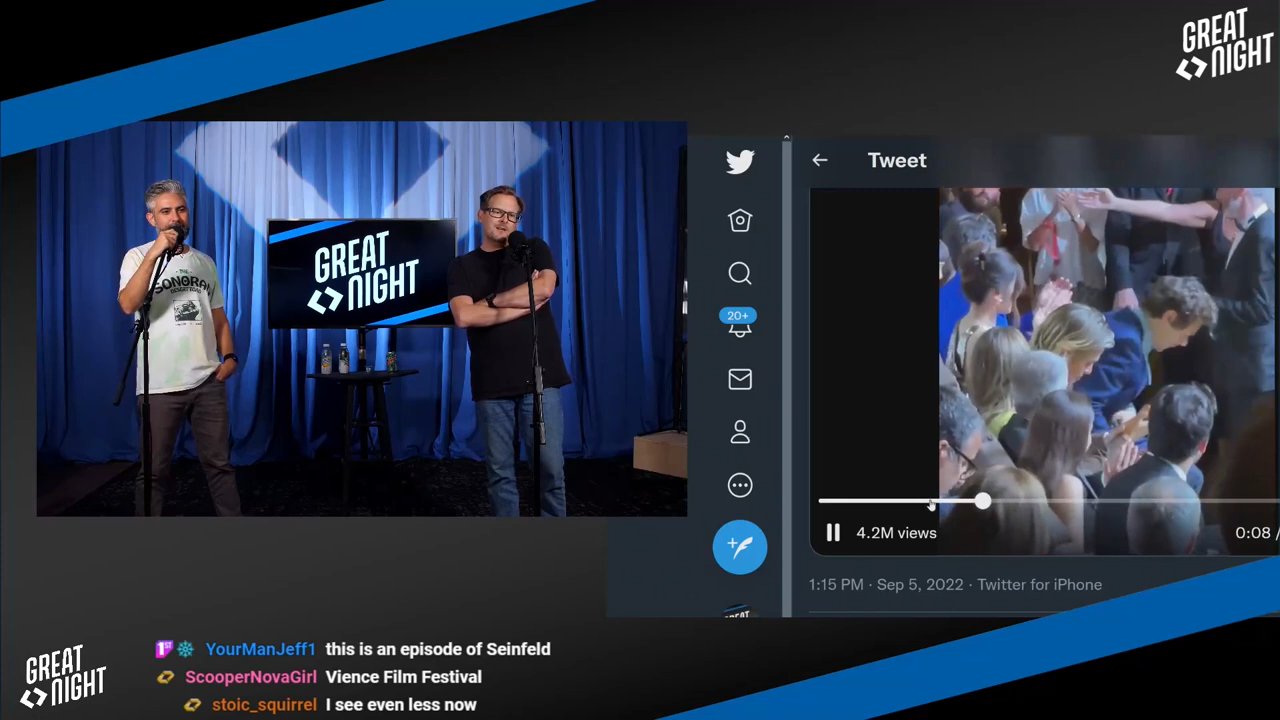 GREAT
NIGHT
GREAT
NIGHT
THE
SONORAN
Tweet
20+
4.2M views
0:08 /
1:15 PM · Sep 5, 2022 · Twitter for iPhone
GREAT
GREAT
NIGHT
YourManJeff1 this is an episode of Seinfeld
ScooperNovaGirl Vience Film Festival
stoic_squirrel I see even less now